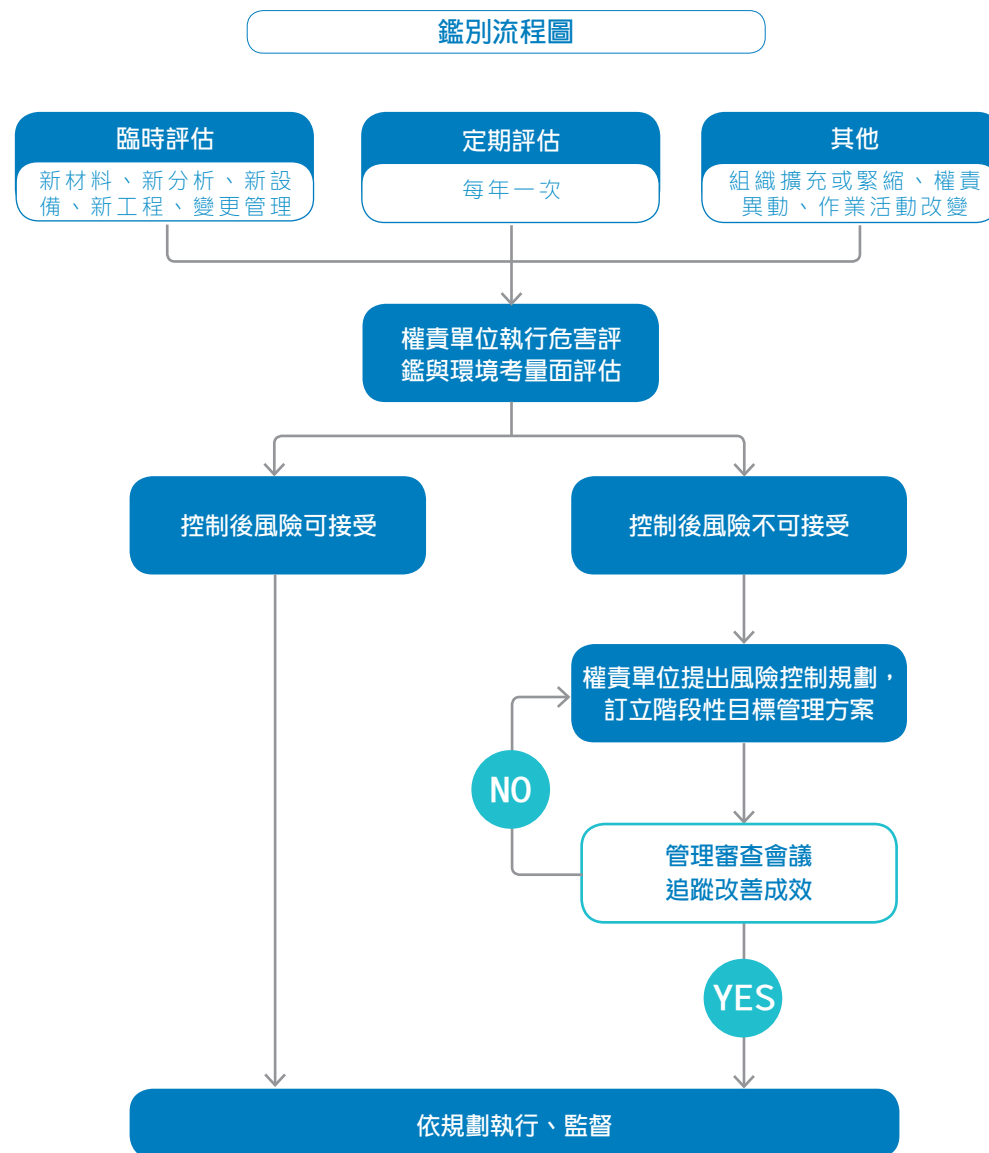 鑑別流程圖
臨時評估
新材料、新分析、新設
備、新工程、變更管理
定期評估
每年一次
其他
組織擴充或緊縮、權責
異動、作業活動改變
權責單位執行危害評
鑑與環境考量面評估
控制後風險可接受
控制後風險不可接受
權責單位提出風險控制規劃，
訂立階段性目標管理方案
NO
管理審查會議
追蹤改善成效
YES
依規劃執行、監督